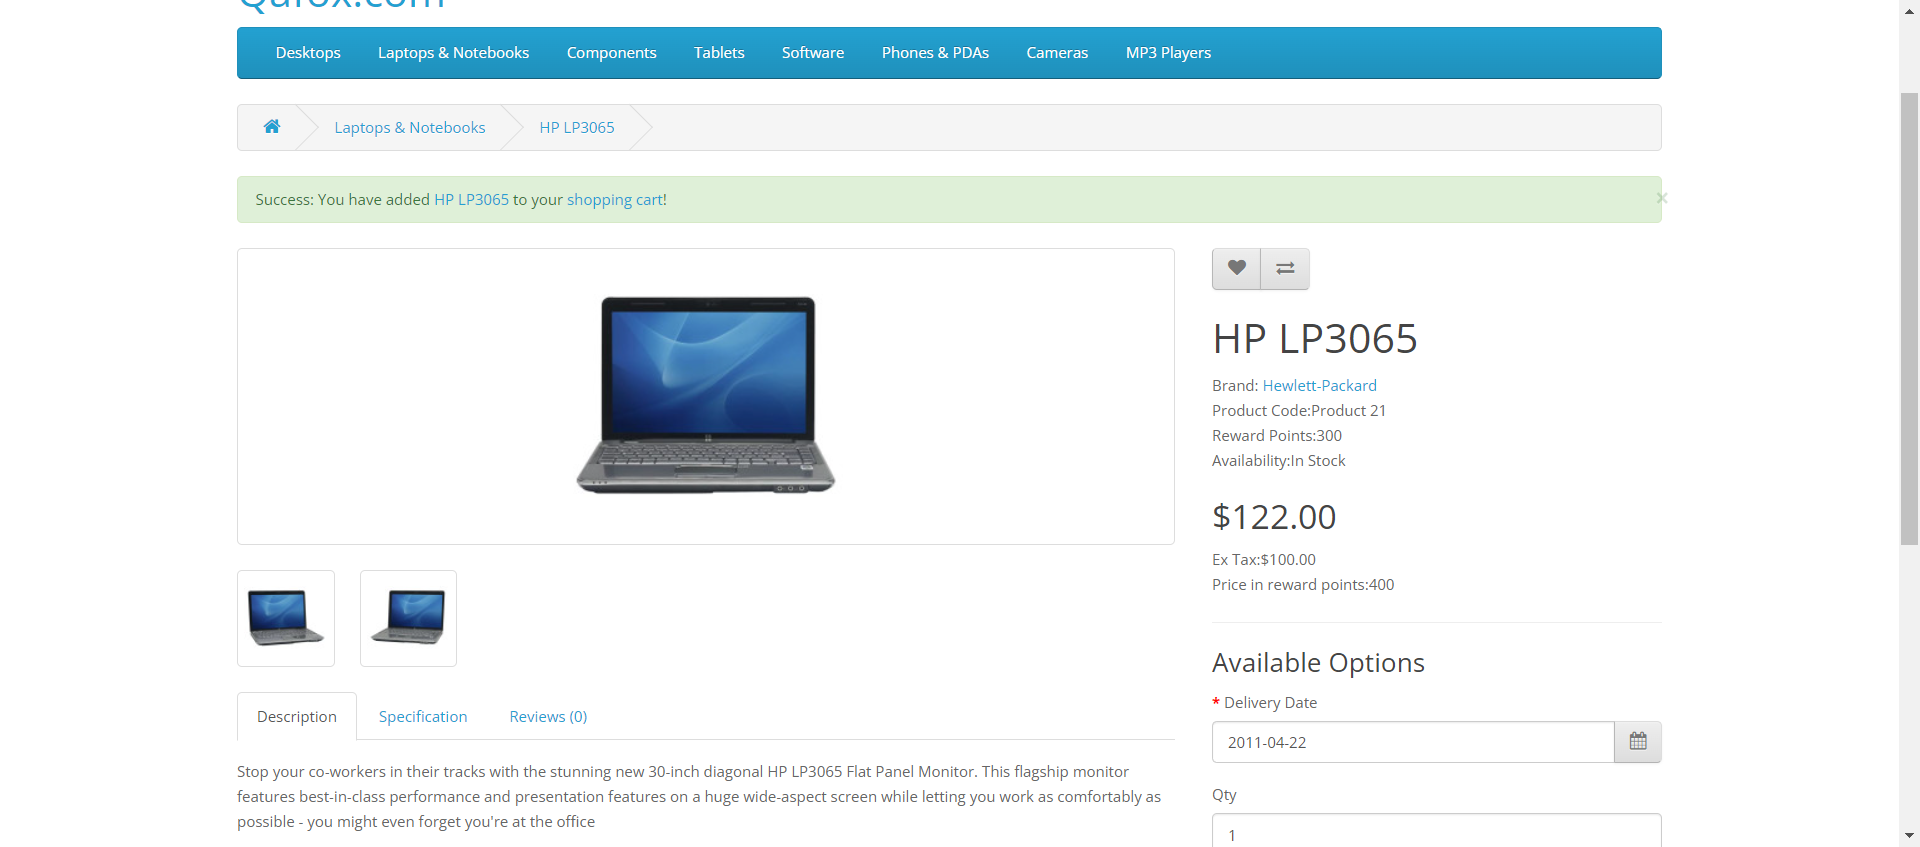 Qafox.com
Desktops Laptops & Notebooks Components Tablets Software Phones & PDAs Cameras MP3 Players
Laptops & Notebooks HP LP3065
Success: You have added HP LP3065 to your shopping cart!
×
HP LP3065
Brand: Hewlett-Packard
Product Code:Product 21
Reward Points:300
Availability:In Stock
$122.00
Ex Tax:$100.00
Price in reward points:400
Available Options
* Delivery Date
2011-04-22
Qty
1
Description Specification Reviews (0)
Stop your co-workers in their tracks with the stunning new 30-inch diagonal HP LP3065 Flat Panel Monitor. This flagship monitor
features best-in-class performance and presentation features on a huge wide-aspect screen while letting you work as comfortably as
possible - you might even forget you're at the office